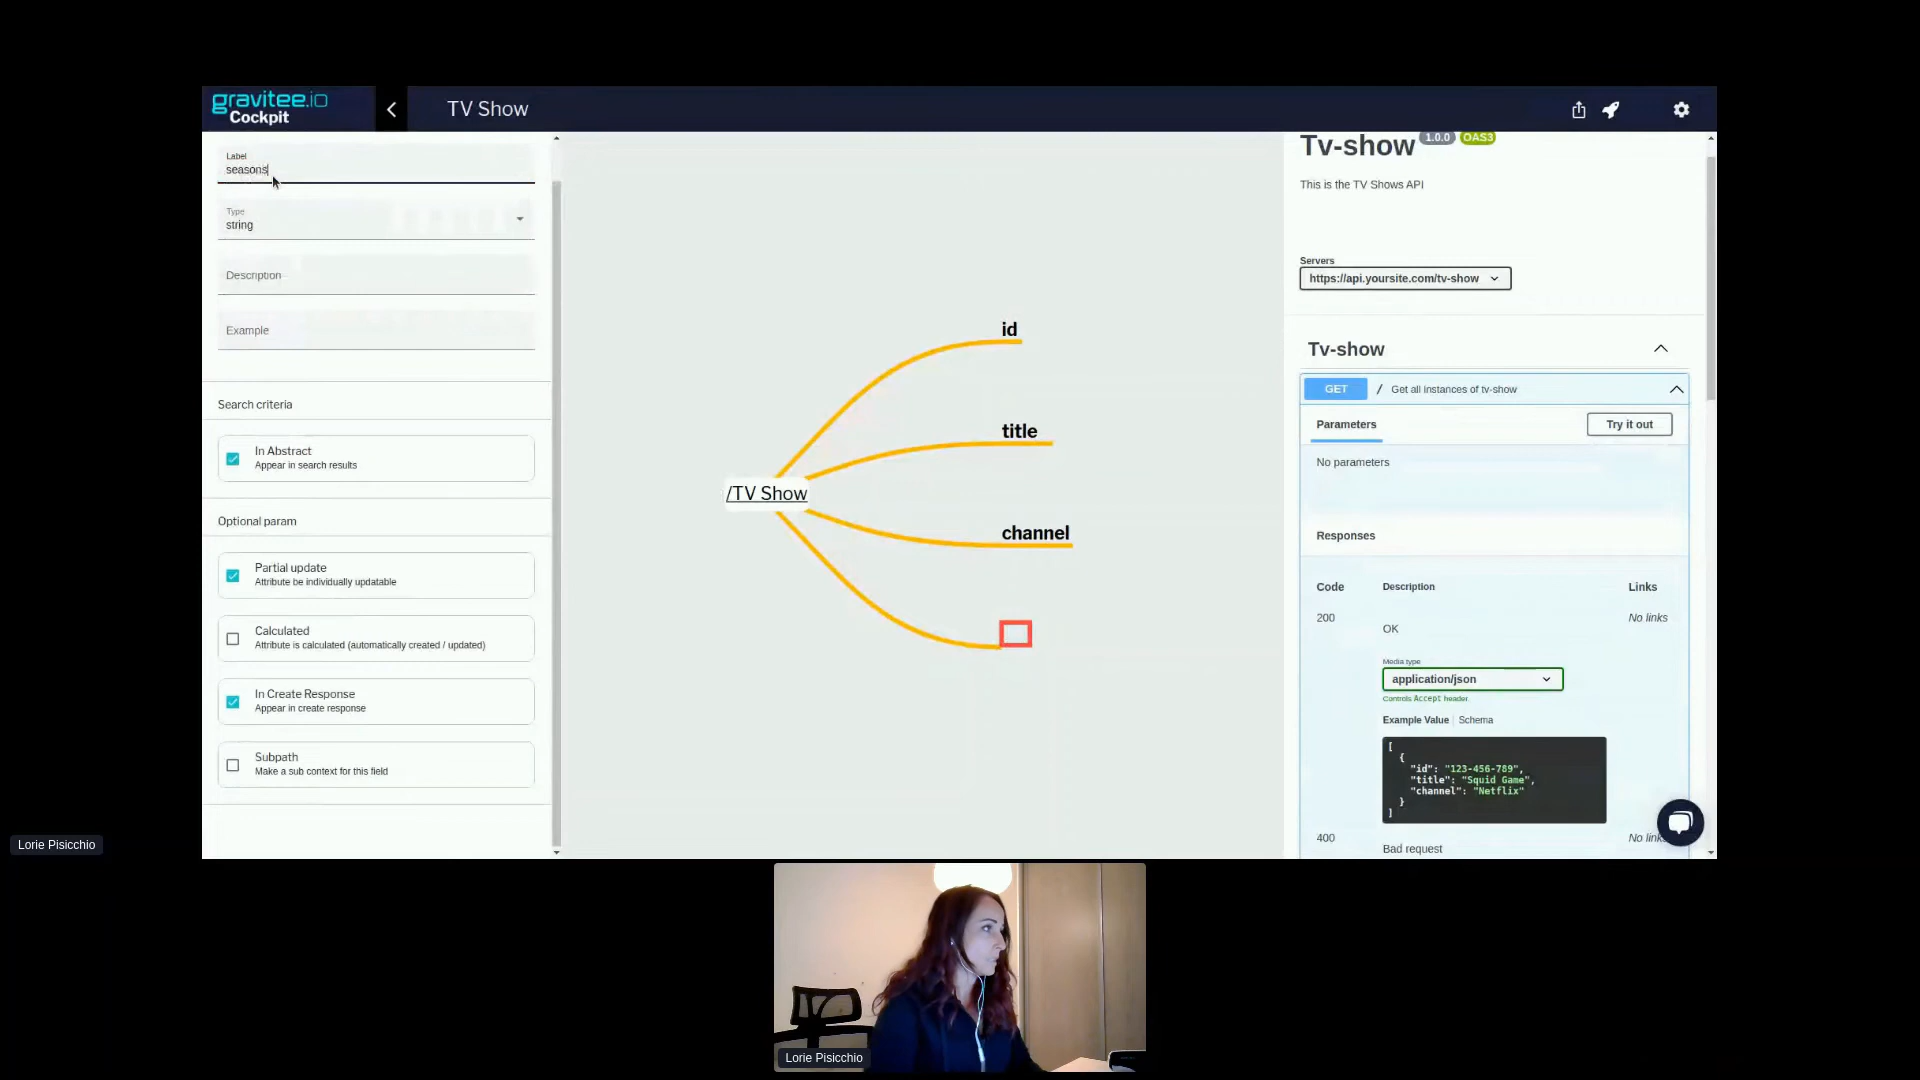 gravitee.io
Cockpit
TV Show
Label
seasons
Type
string
Description
Example
Search criteria
In Abstract
Appear in search results
Optional param
Partial update
Attribute be individually updatable
Calculated
Attribute is calculated (automatically created / updated)
In Create Response
Appear in create response
Subpath
Make a sub context for this field
id
title
/TV Show
channel
Tv-show 1.0.0 OAS3
This is the TV Shows API
Servers
https://api.yoursite.com/tv-show
Tv-show
GET / Get all instances of tv-show
Parameters
Try it out
No parameters
Responses
Code Description Links
200 No links
OK
Media type
application/json
Controls Accept header.
Example Value Schema
[
{
"id": "123-456-789",
"title": "Squid Game",
"channel": "Netflix"
}
]
400 No links
Bad request
Lorie Pisicchio
Lorie Pisicchio